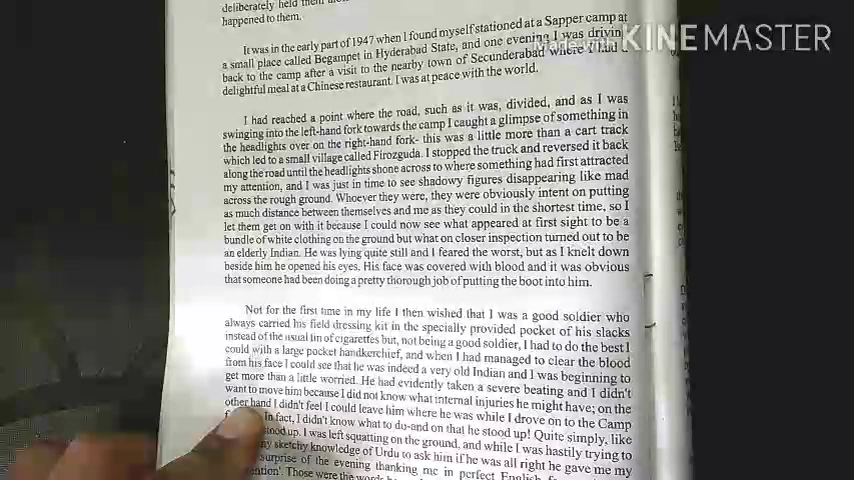 deliberately held them
happened to them.
It was in the early part of 1947 when I found myself stationed at a Sapper camp at
a small place called Begampet in Hyderabad State, and one evening I was driving
back to the camp after a visit to the nearby town of Secunderabad where I had a
delightful meal at a Chinese restaurant. I was at peace with the world.
Made with KINEMASTER
I had reached a point where the road, such as it was, divided, and as I was
swinging into the left-hand fork towards the camp I caught a glimpse of something in
the headlights over on the right-hand fork- this was a little more than a cart track
which led to a small village called Firozguda. I stopped the truck and reversed it back
along the road until the headlights shone across to where something had first attracted
my attention, and I was just in time to see shadowy figures disappearing like mad
across the rough ground. Whoever they were, they were obviously intent on putting
as much distance between themselves and me as they could in the shortest time, so I
let them get on with it because I could now see what appeared at first sight to be a
bundle of white clothing on the ground but what on closer inspection turned out to be
an elderly Indian. He was lying quite still and I feared the worst, but as I knelt down
beside him he opened his eyes. His face was covered with blood and it was obvious
that someone had been doing a pretty thorough job of putting the boot into him.
Not for the first time in my life I then wished that I was a good soldier who
always carried his field dressing kit in the specially provided pocket of his slacks
instead of the usual tin of cigarettes but, not being a good soldier, I had to do the best I
could with a large pocket handkerchief, and when I had managed to clear the blood
from his face I could see that he was indeed a very old Indian and I was beginning to
get more than a little worried. He had evidently taken a severe beating and I didn't
want to move him because I did not know what internal injuries he might have; on the
other hand I didn't feel I could leave him where he was while I drove on to the Camp
In fact, I didn't know what to do-and on that he stood up! Quite simply, like
stood up. I was left squatting on the ground, and while I was hastily trying to
my sketchy knowledge of Urdu to ask him if he was all right he gave me my
surprise of the evening thanking me in perfect English
Those were the words